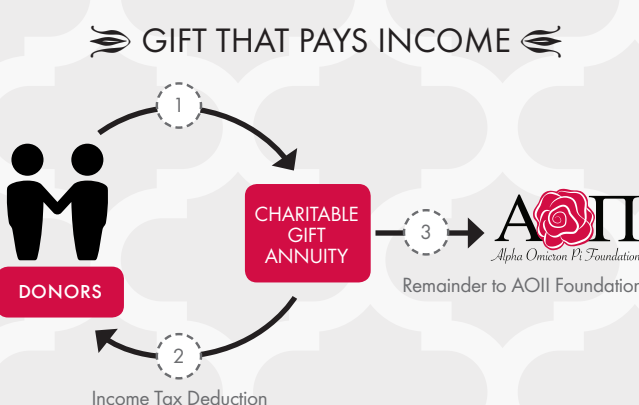 GIFT THAT PAYS INCOME
1
CHARITABLE
GIFT
ANNUITY
3
ΑΟΠ
Alpha Omicron Pi Foundation
Remainder to AOII Foundation
DONORS
2
Income Tax Deduction